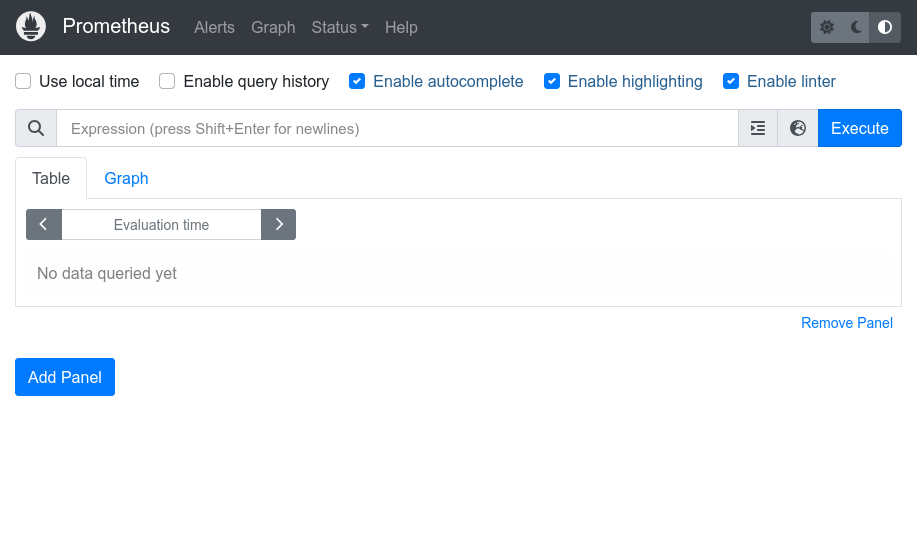 Prometheus Alerts Graph Status Help
Use local time Enable query history Enable autocomplete Enable highlighting Enable linter
Expression (press Shift+Enter for newlines) Execute
Table Graph
Evaluation time
No data queried yet
Remove Panel
Add Panel